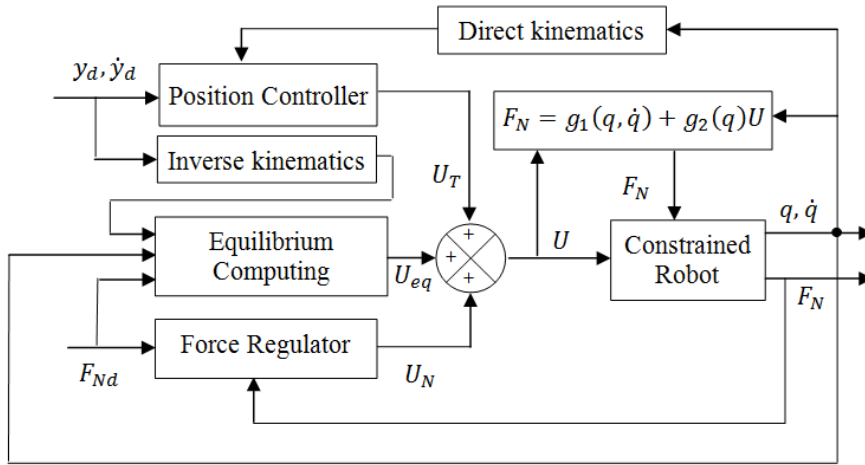 Direct kinematics
y_d, ẏ_d
Position Controller
F_N = g_1(q, q̇) + g_2(q)U
Inverse kinematics
U_T
F_N
q, q̇
+
Equilibrium
Computing
+
+
U
Constrained
Robot
U_eq
F_N
Force Regulator
F_Nd
U_N